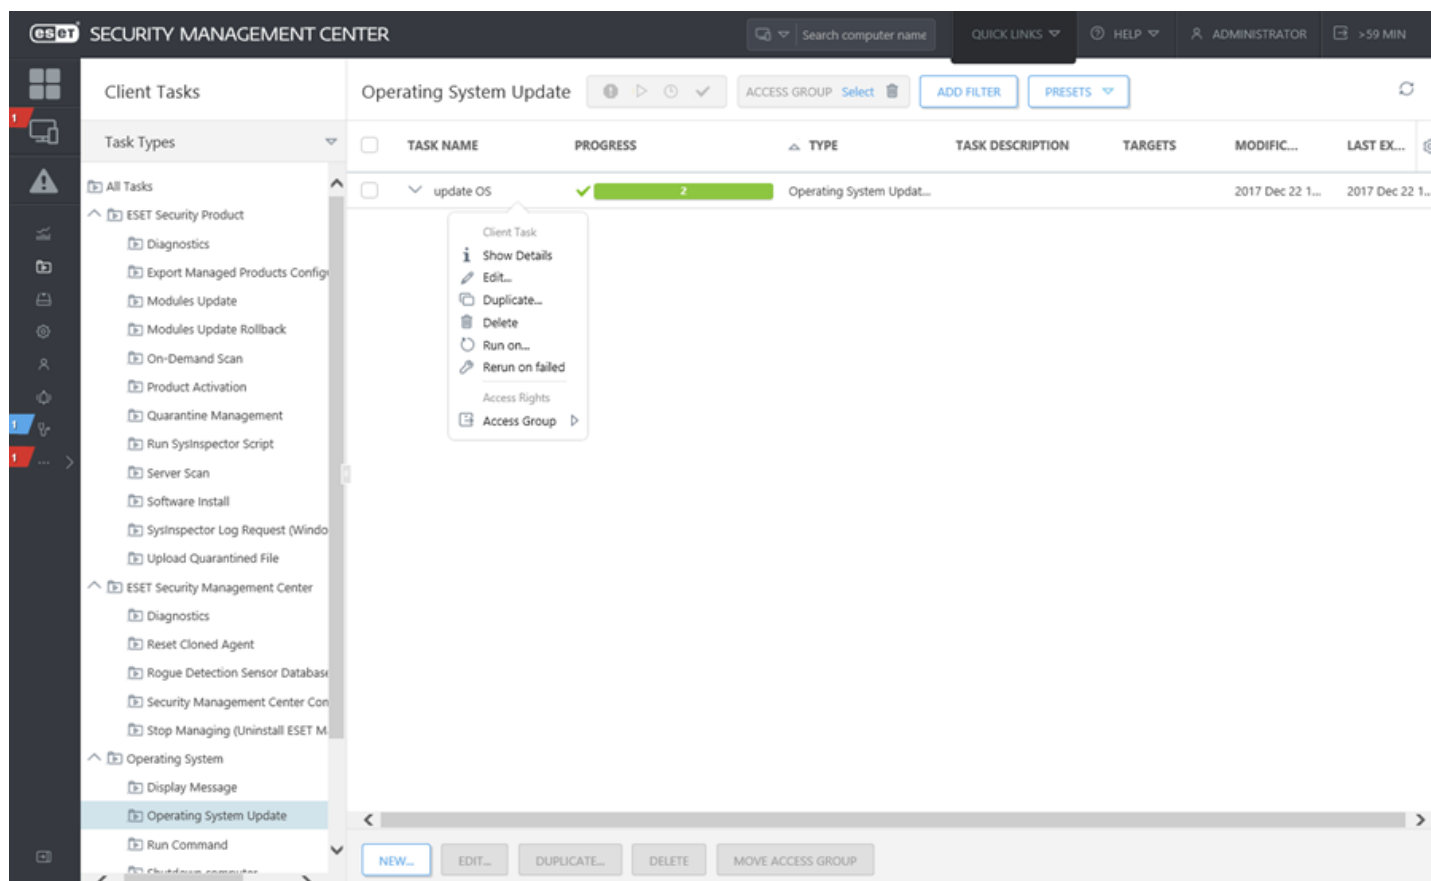 eset SECURITY MANAGEMENT CENTER
Search computer name
QUICK LINKS
HELP
ADMINISTRATOR
>59 MIN
Client Tasks
Operating System Update
ACCESS GROUP Select
ADD FILTER
PRESETS
1
Task Types
TASK NAME
PROGRESS
TYPE
TASK DESCRIPTION
TARGETS
MODIFIC...
LAST EX...
update OS
2
Operating System Updat...
2017 Dec 22 1...
2017 Dec 22 1...
All Tasks
ESET Security Product
Diagnostics
Export Managed Products Config
Modules Update
Modules Update Rollback
On-Demand Scan
Product Activation
Quarantine Management
Run SysInspector Script
Server Scan
Software Install
SysInspector Log Request (Windo
Upload Quarantined File
ESET Security Management Center
Diagnostics
Reset Cloned Agent
Rogue Detection Sensor Database
Security Management Center Con
Stop Managing (Uninstall ESET M
Operating System
Display Message
Operating System Update
Run Command
Shutdown computer
1
1
...
Client Task
Show Details
Edit...
Duplicate...
Delete
Run on...
Rerun on failed
Access Rights
Access Group
NEW...
EDIT...
DUPLICATE...
DELETE
MOVE ACCESS GROUP